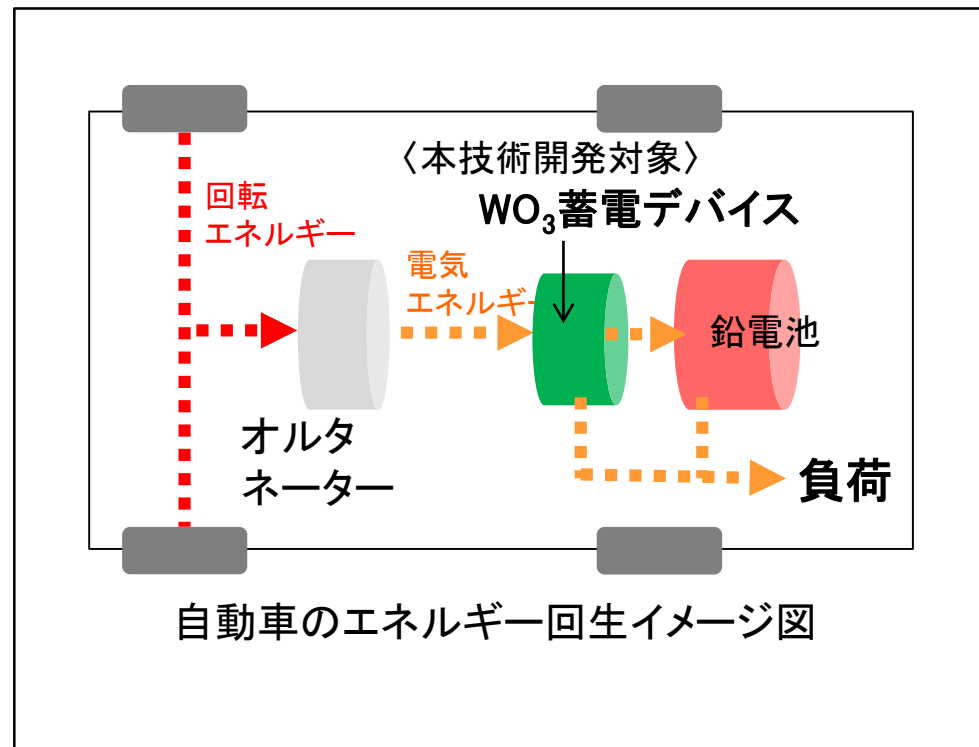 〈本技術開発対象〉
WO₃蓄電デバイス
回転
エネルギー
電気
エネルギー
鉛電池
オルタ
ネーター
負荷
自動車のエネルギー回生イメージ図